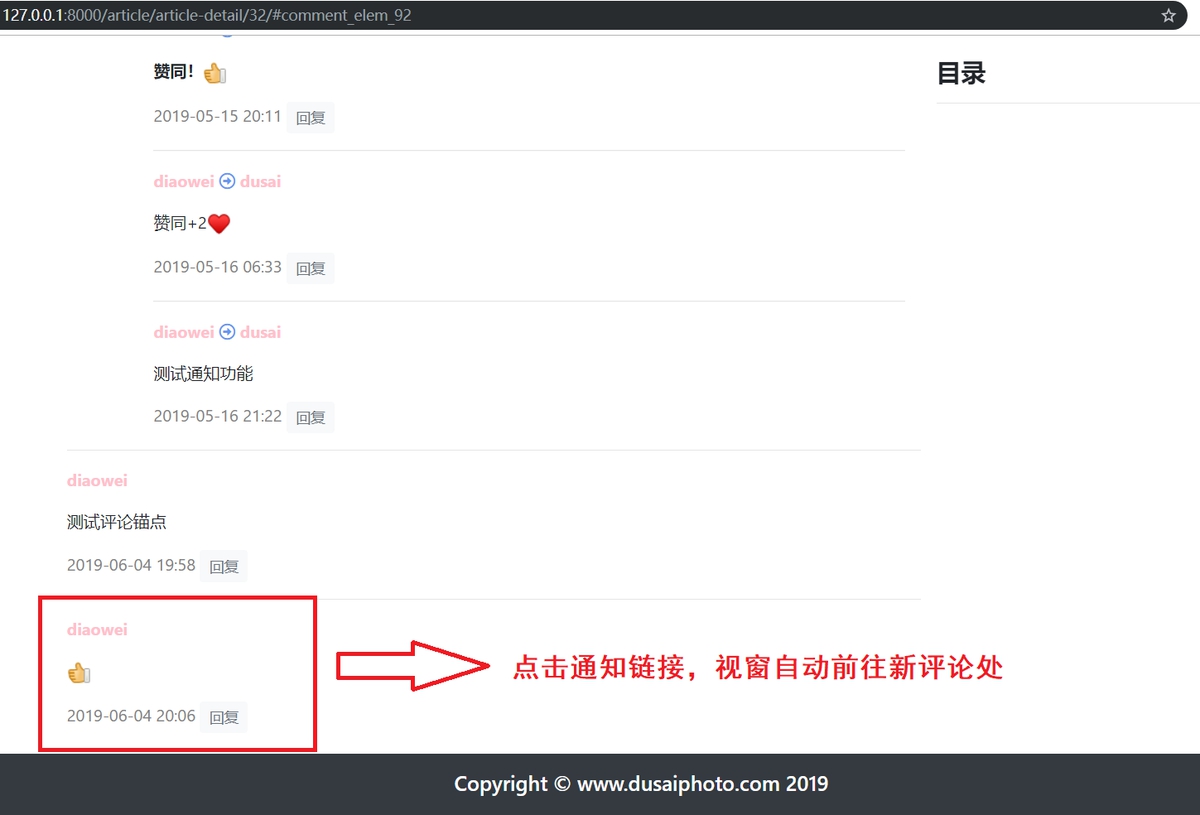 127.0.0.1:8000/article/article-detail/32/#comment_elem_92
赞同！👍
目录
2019-05-15 20:11 回复
diaowei dusai
赞同+2❤️
2019-05-16 06:33 回复
diaowei dusai
测试通知功能
2019-05-16 21:22 回复
diaowei
测试评论锚点
2019-06-04 19:58 回复
diaowei
👍
点击通知链接，视窗自动前往新评论处
2019-06-04 20:06 回复
Copyright © www.dusaiphoto.com 2019